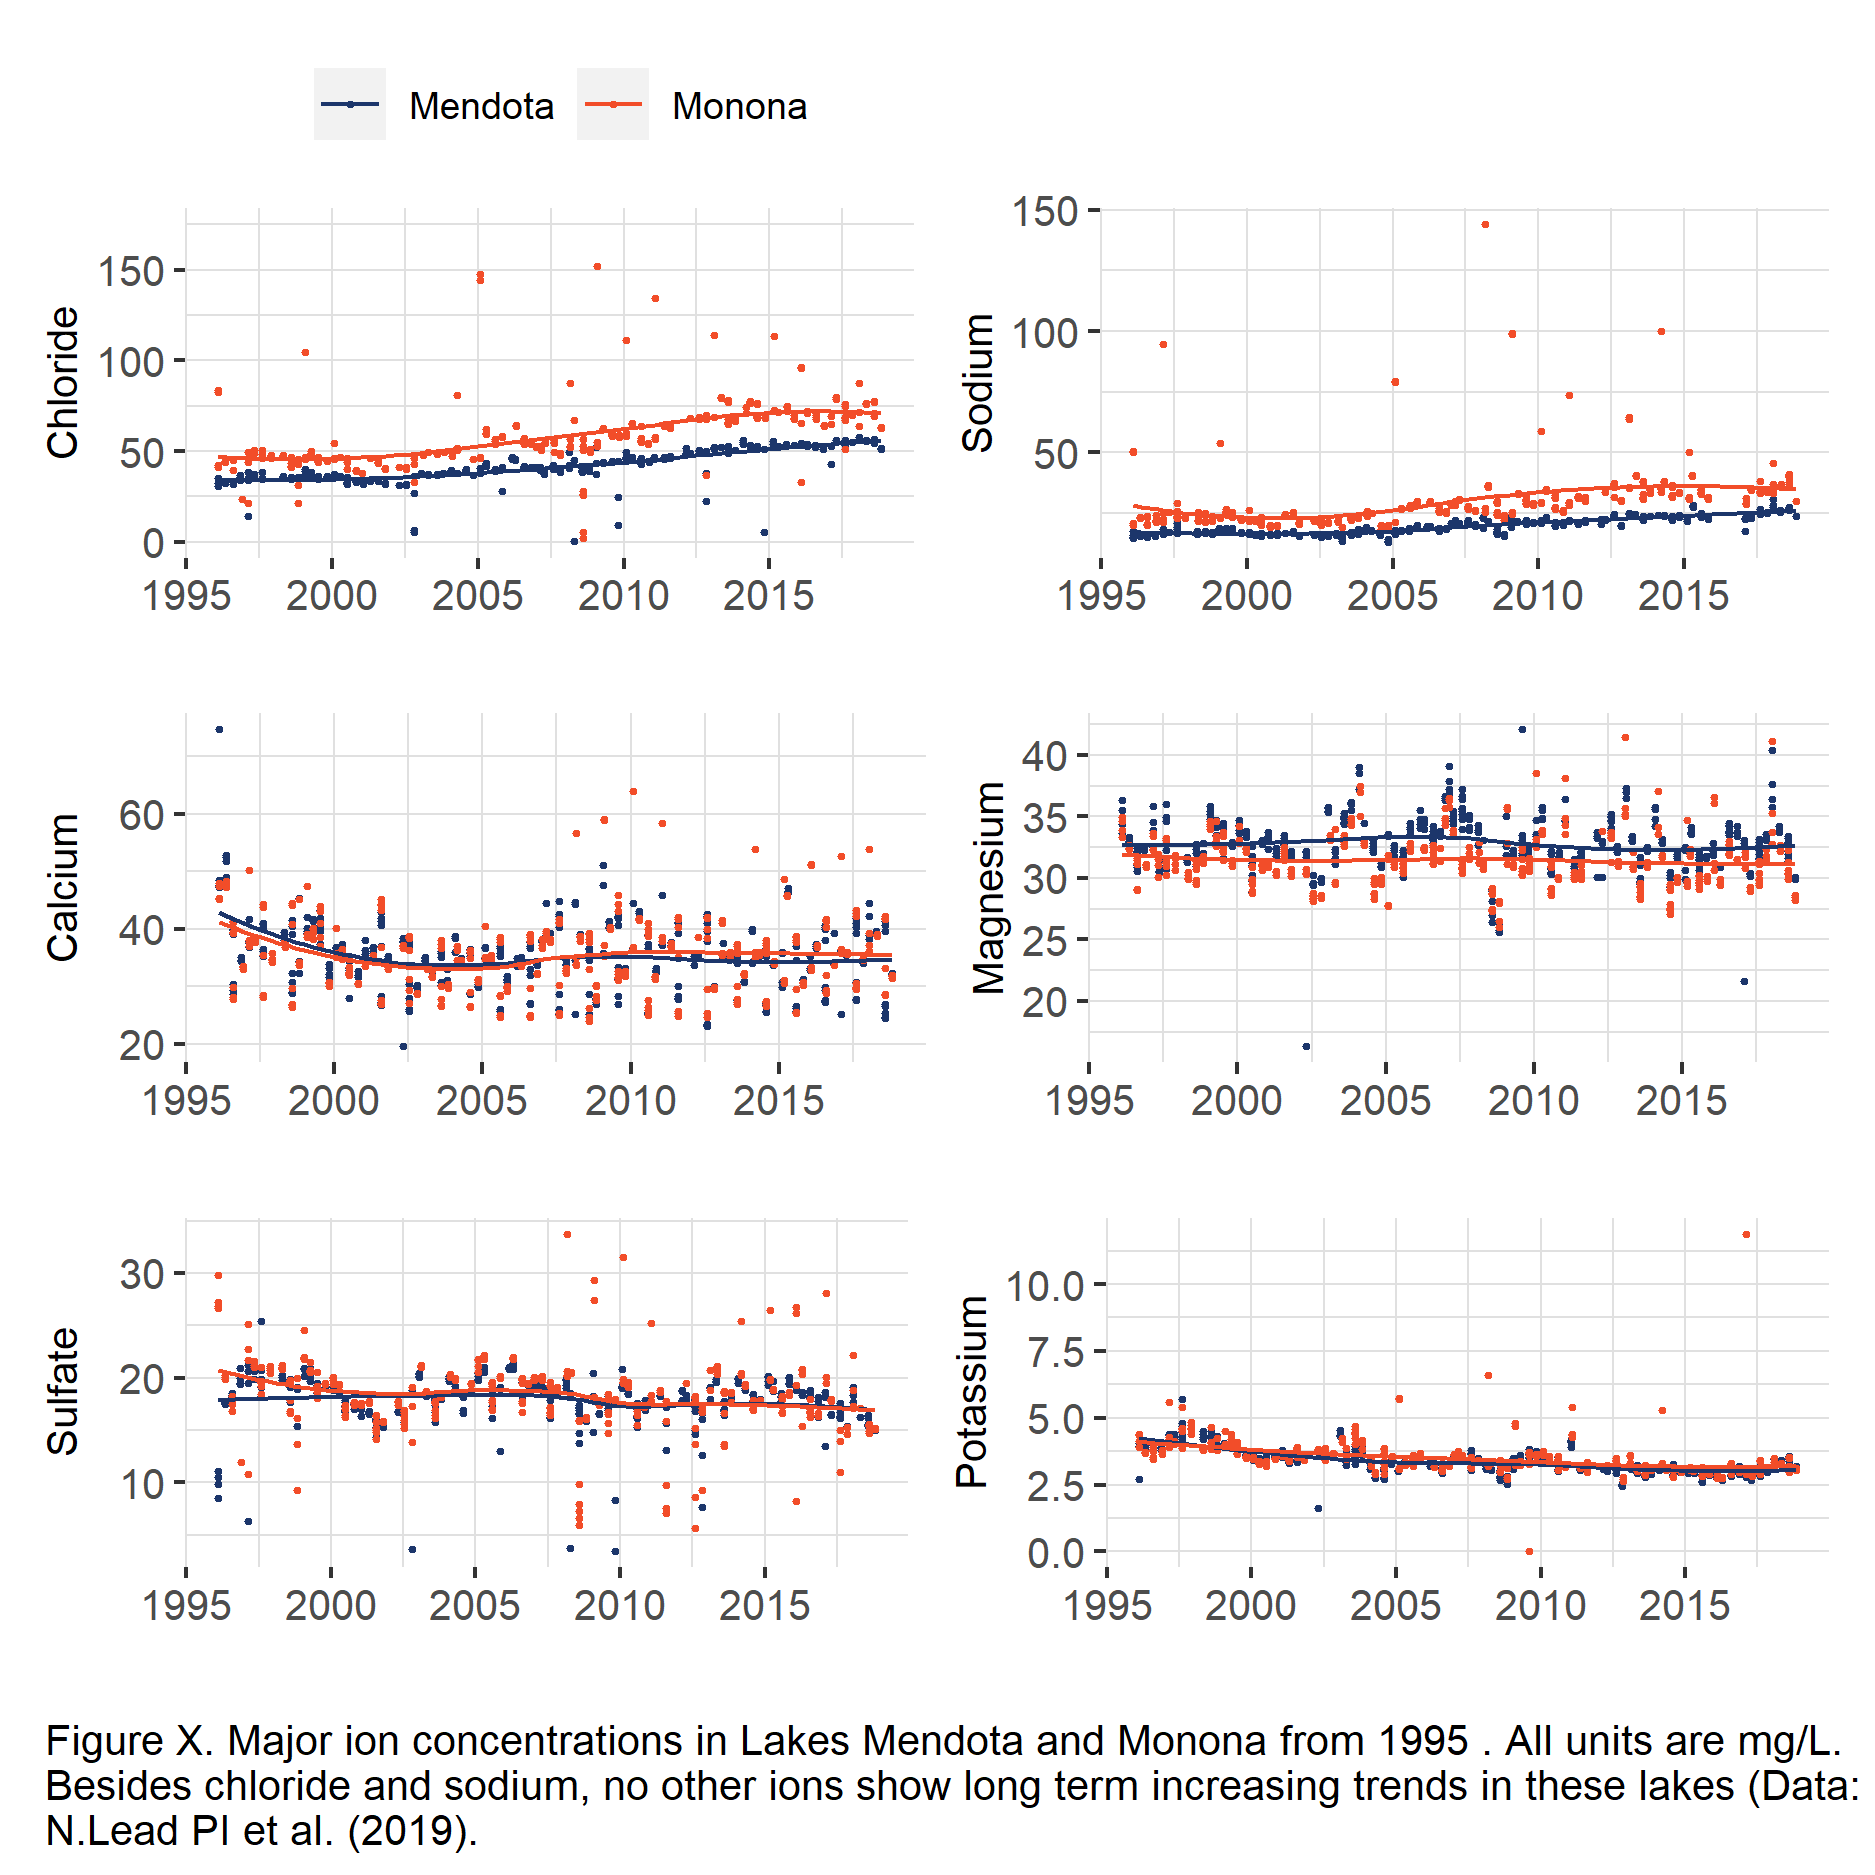 Mendota Monona
Chloride
150
100
50
0
1995 2000 2005 2010 2015
Sodium
150
100
50
1995 2000 2005 2010 2015
Calcium
60
40
20
1995 2000 2005 2010 2015
Magnesium
40
35
30
25
20
1995 2000 2005 2010 2015
Sulfate
30
20
10
1995 2000 2005 2010 2015
Potassium
10.0
7.5
5.0
2.5
0.0
1995 2000 2005 2010 2015
Figure X. Major ion concentrations in Lakes Mendota and Monona from 1995 . All units are mg/L.
Besides chloride and sodium, no other ions show long term increasing trends in these lakes (Data:
N.Lead PI et al. (2019).